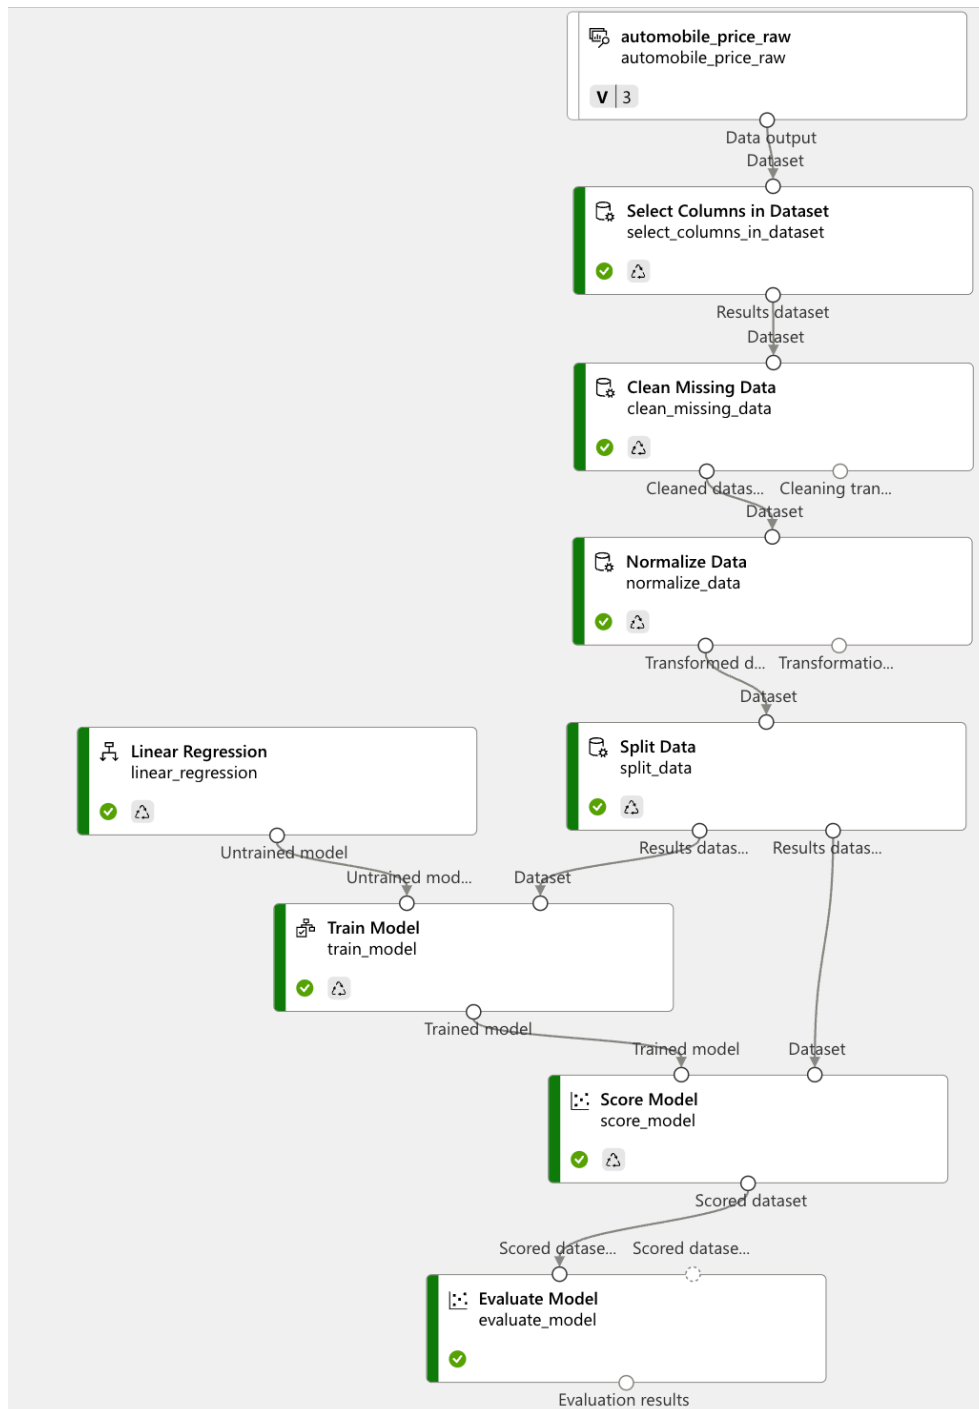 automobile_price_raw
automobile_price_raw
V 3
Data output
Dataset
Select Columns in Dataset
select_columns_in_dataset
Results dataset
Dataset
Clean Missing Data
clean_missing_data
Cleaned datas... Cleaning tran...
Dataset
Normalize Data
normalize_data
Transformed d... Transformatio...
Dataset
Linear Regression
linear_regression
Split Data
split_data
Untrained model
Results datas... Results datas...
Untrained mod... Dataset
Train Model
train_model
Trained model
Trained model Dataset
Score Model
score_model
Scored dataset
Scored datase... Scored datase...
Evaluate Model
evaluate_model
Evaluation results